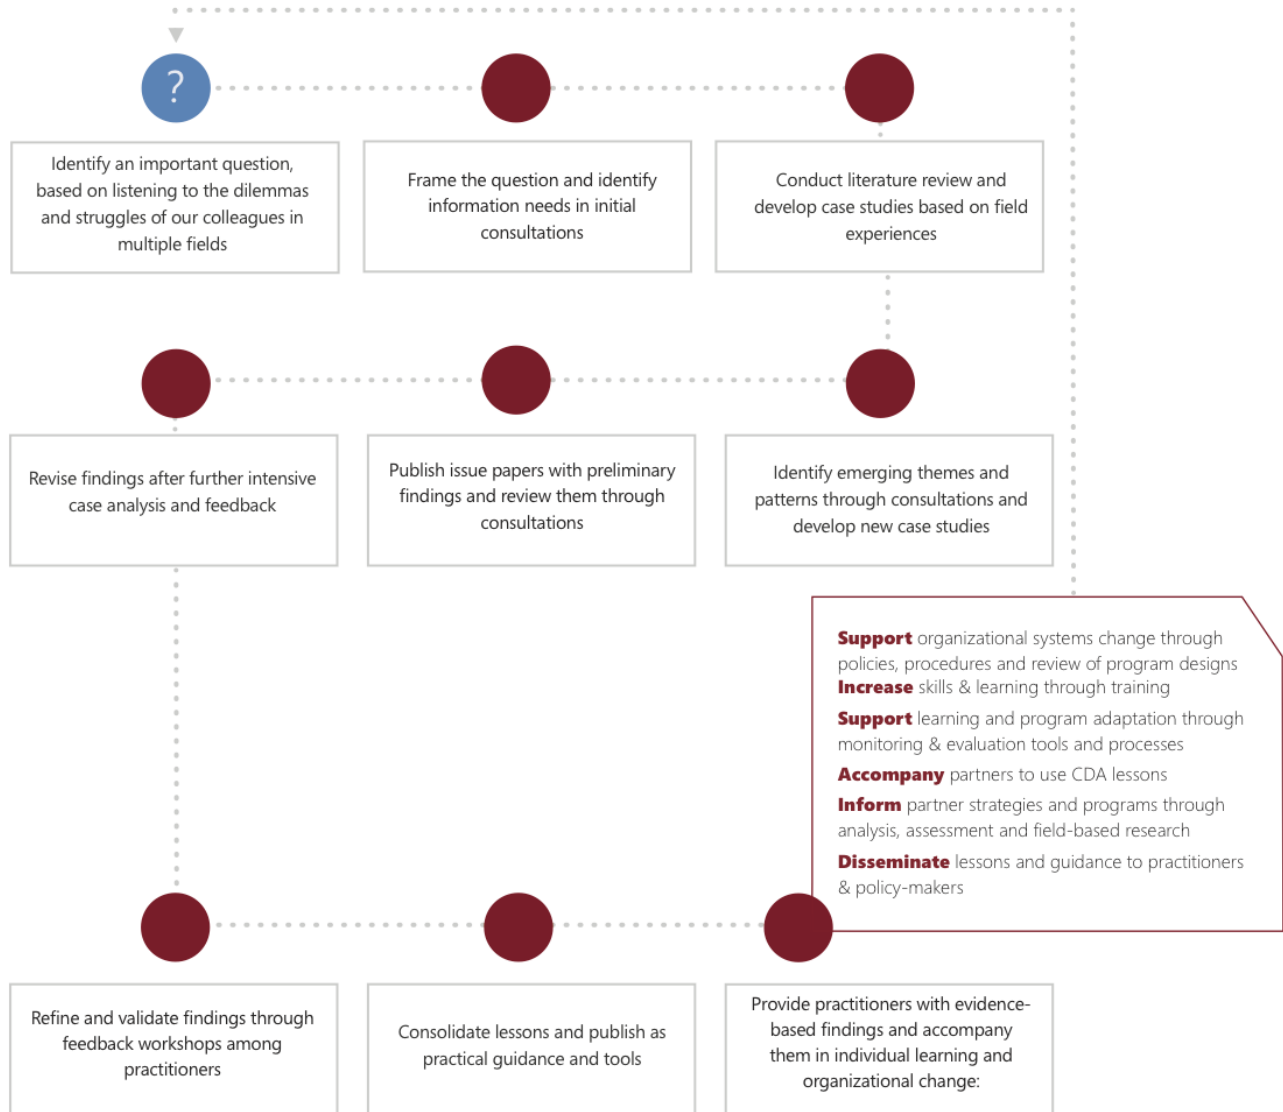 ?
Identify an important question,
based on listening to the dilemmas
and struggles of our colleagues in
multiple fields
Frame the question and identify
information needs in initial
consultations
Conduct literature review and
develop case studies based on field
experiences
Identify emerging themes and
patterns through consultations and
develop new case studies
Publish issue papers with preliminary
findings and review them through
consultations
Revise findings after further intensive
case analysis and feedback
Refine and validate findings through
feedback workshops among
practitioners
Consolidate lessons and publish as
practical guidance and tools
Provide practitioners with evidence-
based findings and accompany
them in individual learning and
organizational change:
Support organizational systems change through
policies, procedures and review of program designs
Increase skills & learning through training
Support learning and program adaptation through
monitoring & evaluation tools and processes
Accompany partners to use CDA lessons
Inform partner strategies and programs through
analysis, assessment and field-based research
Disseminate lessons and guidance to practitioners
& policy-makers